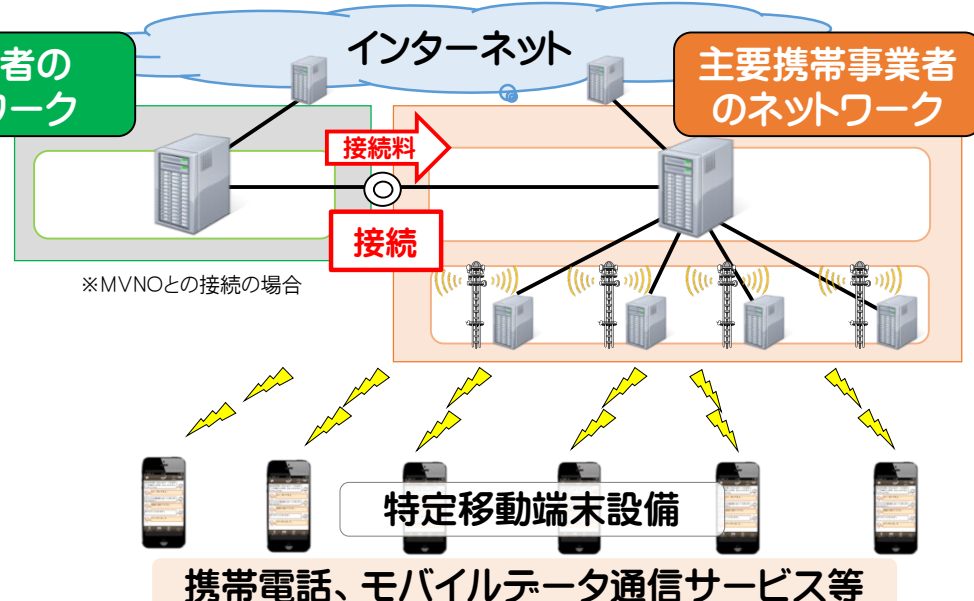 インターネット
者の
ワーク
主要携帯事業者
のネットワーク
接続料
接続
※MVNOとの接続の場合
特定移動端末設備
携帯電話、モバイルデータ通信サービス等